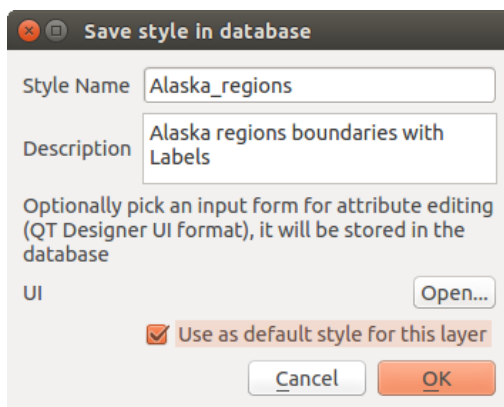 Save style in database
Style Name Alaska_regions
Description Alaska regions boundaries with
Labels
Optionally pick an input form for attribute editing
(QT Designer UI format), it will be stored in the
database
UI Open...
Use as default style for this layer
Cancel OK